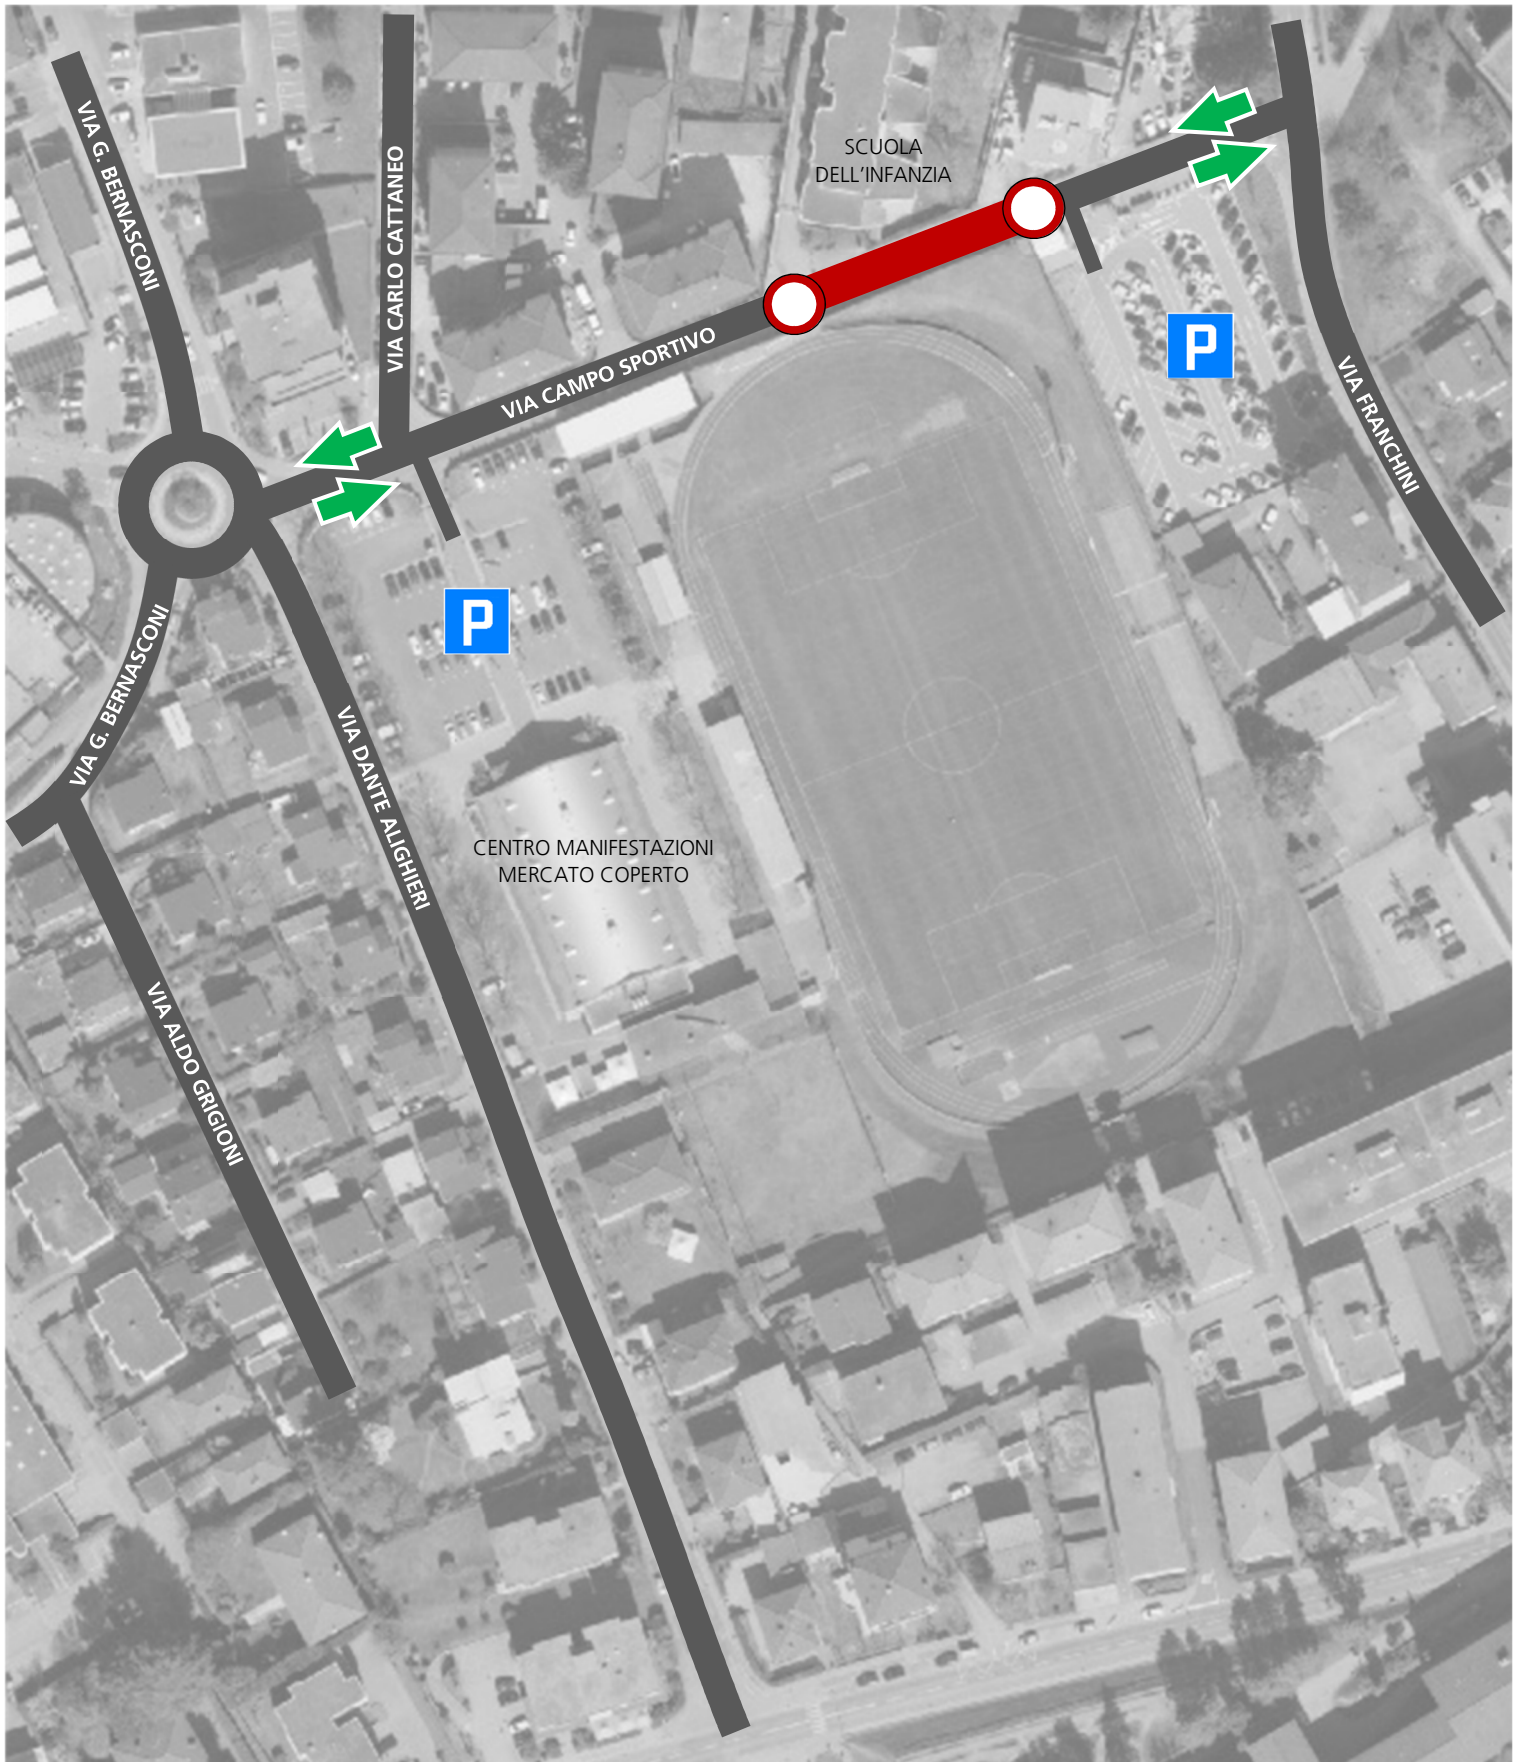 VIA G. BERNASCONI
VIA CARLO CATTANEO
SCUOLA
DELL'INFANZIA
VIA CAMPO SPORTIVO
P
VIA FRANCHINI
P
VIA G. BERNASCONI
VIA DANTE ALIGHIERI
CENTRO MANIFESTAZIONI
MERCATO COPERTO
VIA ALDO GRIGIONI